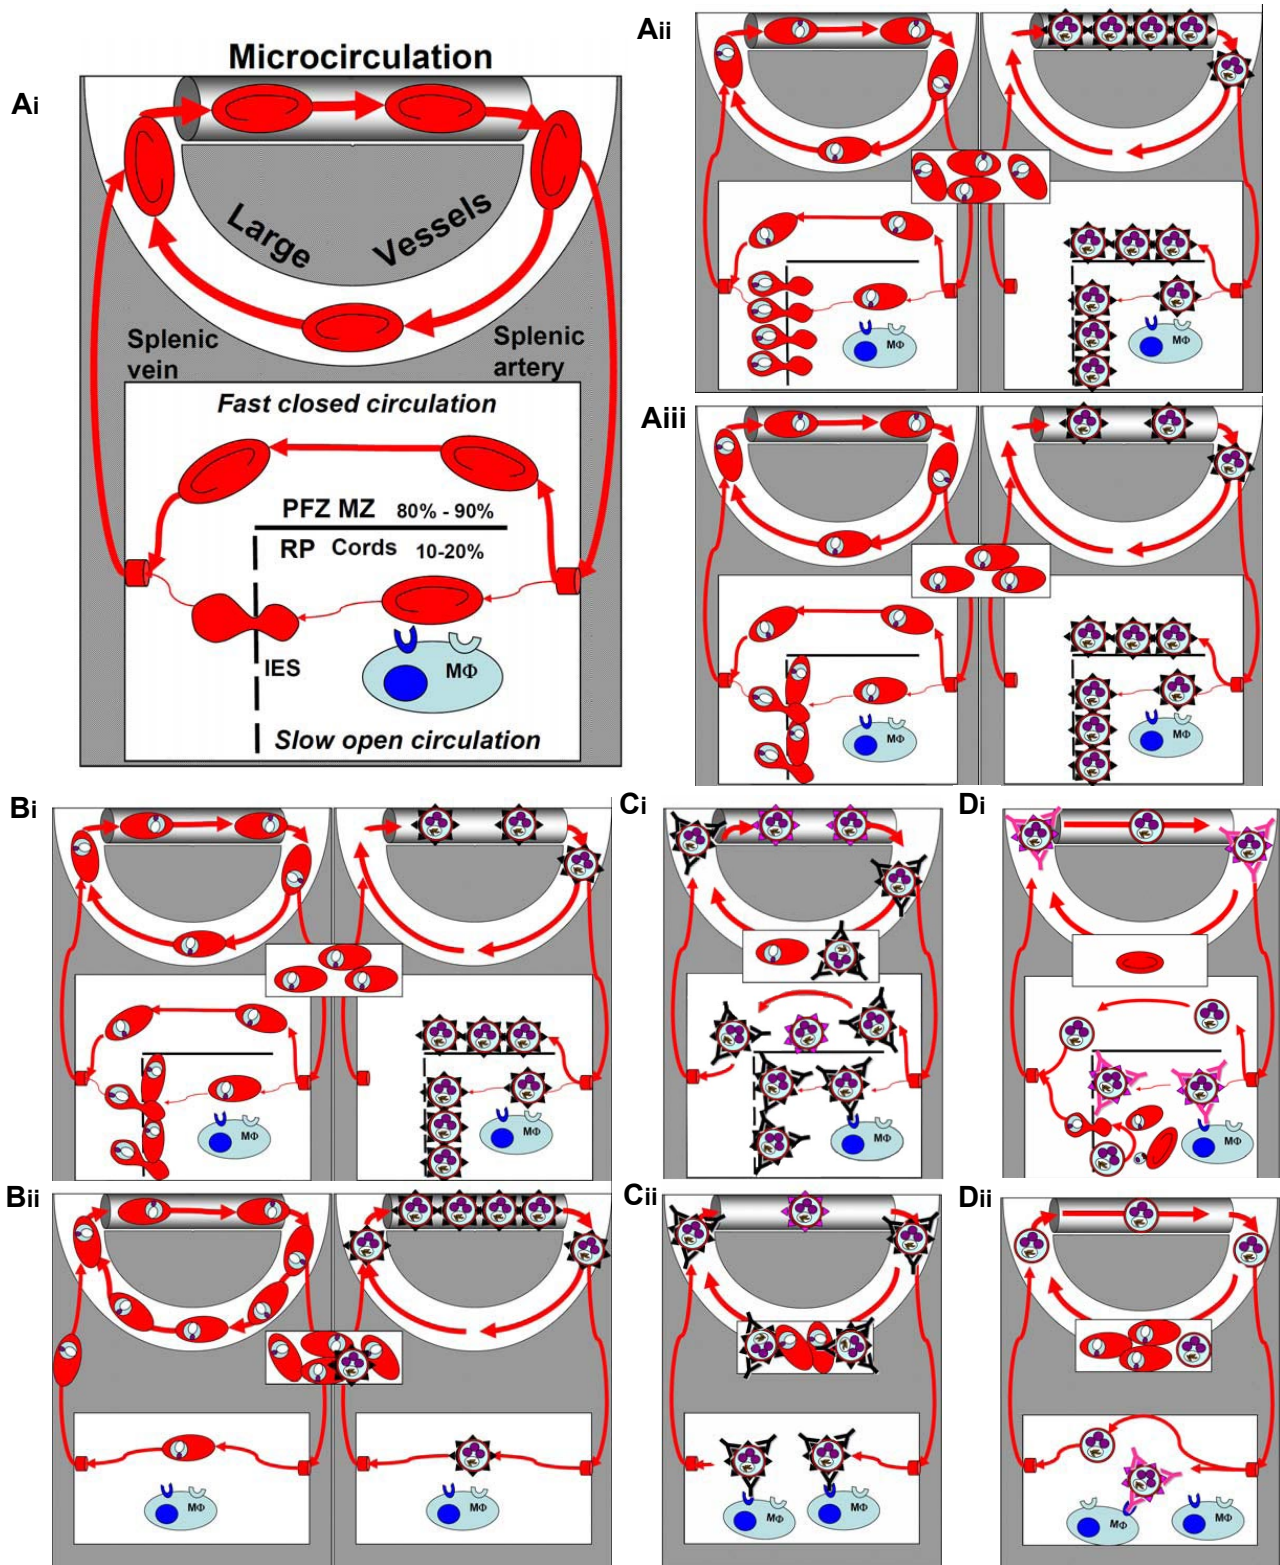 Microcirculation
Ai
Large Vessels
Splenic vein
Splenic artery
Fast closed circulation
PFZ MZ 80% - 90%
RP Cords 10-20%
IES
MΦ
Slow open circulation
Aii
MΦ
MΦ
Aiii
MΦ
MΦ
Bi
MΦ
MΦ
Ci
MΦ
Di
MΦ
Bii
MΦ
MΦ
Cii
MΦ
MΦ
Dii
MΦ
MΦ